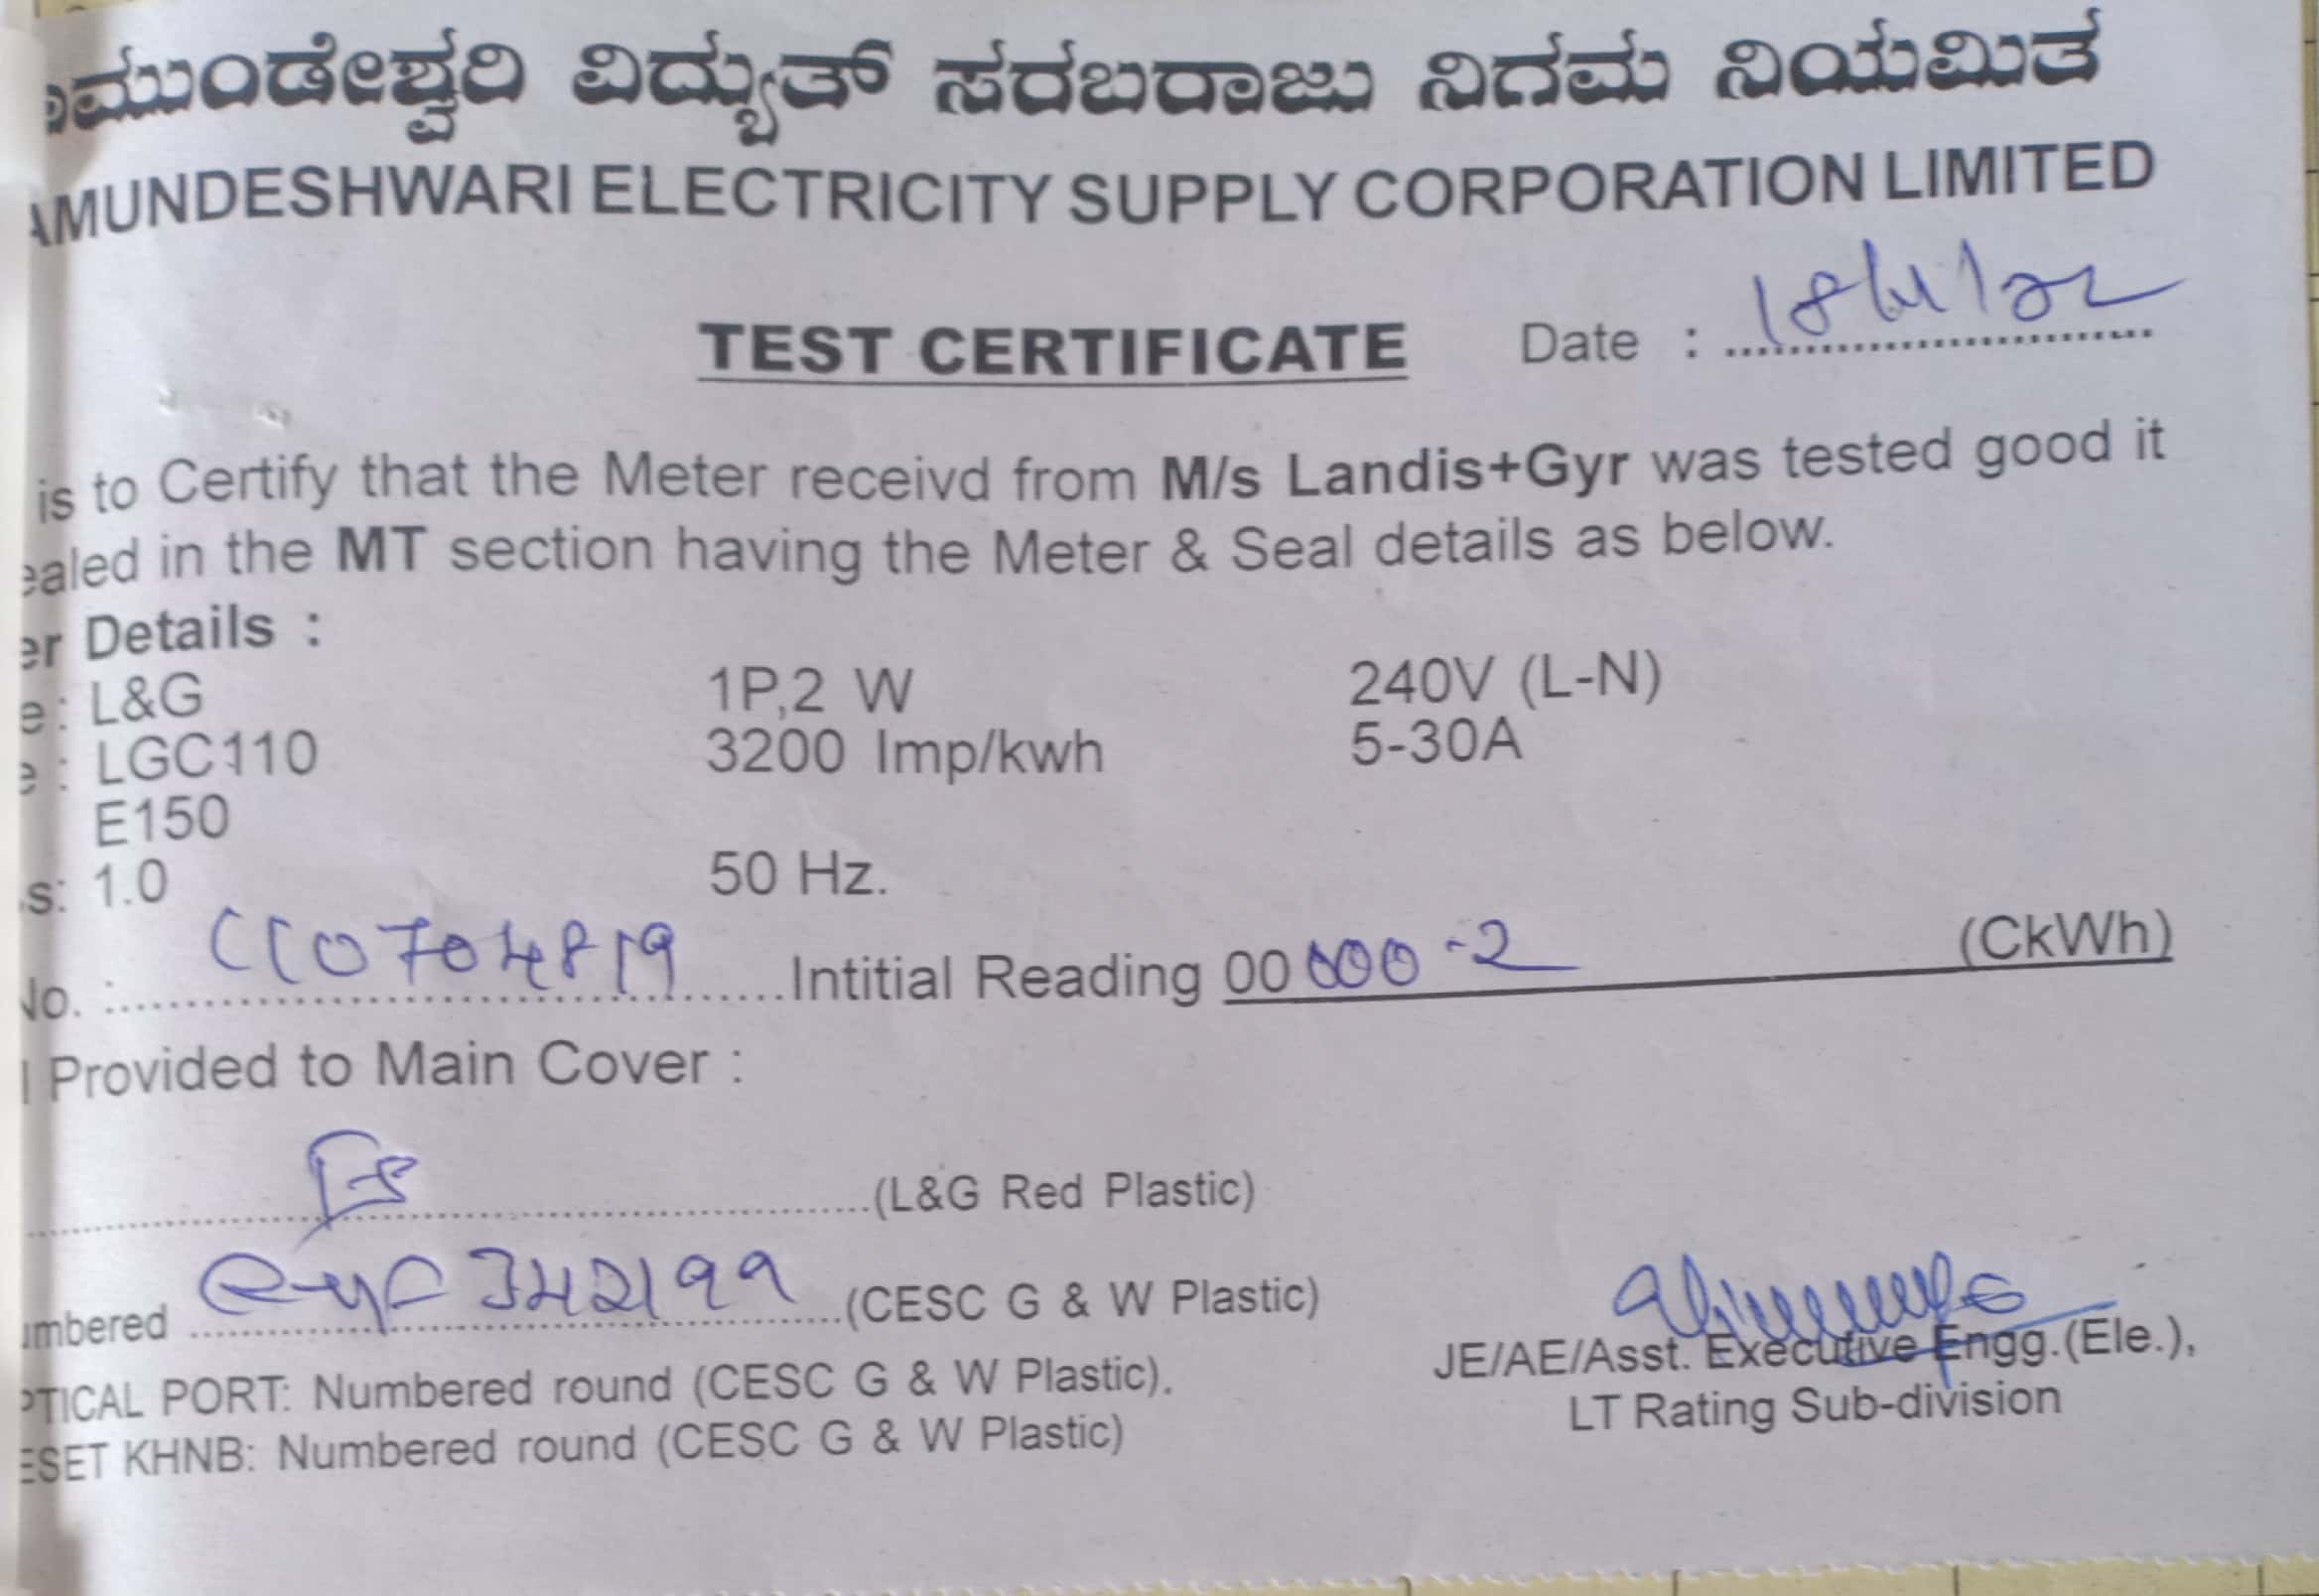 ಾಮುಂಡೇಶ್ವರಿ ವಿದ್ಯುತ್ ಸರಬರಾಜು ನಿಗಮ ನಿಯಮಿತ
AMUNDESHWARI ELECTRICITY SUPPLY CORPORATION LIMITED
TEST CERTIFICATE Date :
is to Certify that the Meter receivd from M/s Landis+Gyr was tested good it
ealed in the MT section having the Meter & Seal details as below.
er Details :
e: L&G 1P,2 W 240V (L-N)
e : LGC110 3200 Imp/kwh 5-30A
E150
s: 1.0 50 Hz.
No. : Intitial Reading 00 000-2 (CkWh)
l Provided to Main Cover :
(L&G Red Plastic)
mbered (CESC G & W Plastic)
PTICAL PORT: Numbered round (CESC G & W Plastic).
ESET KHNB: Numbered round (CESC G & W Plastic)
JE/AE/Asst. Executive Engg.(Ele.),
LT Rating Sub-division